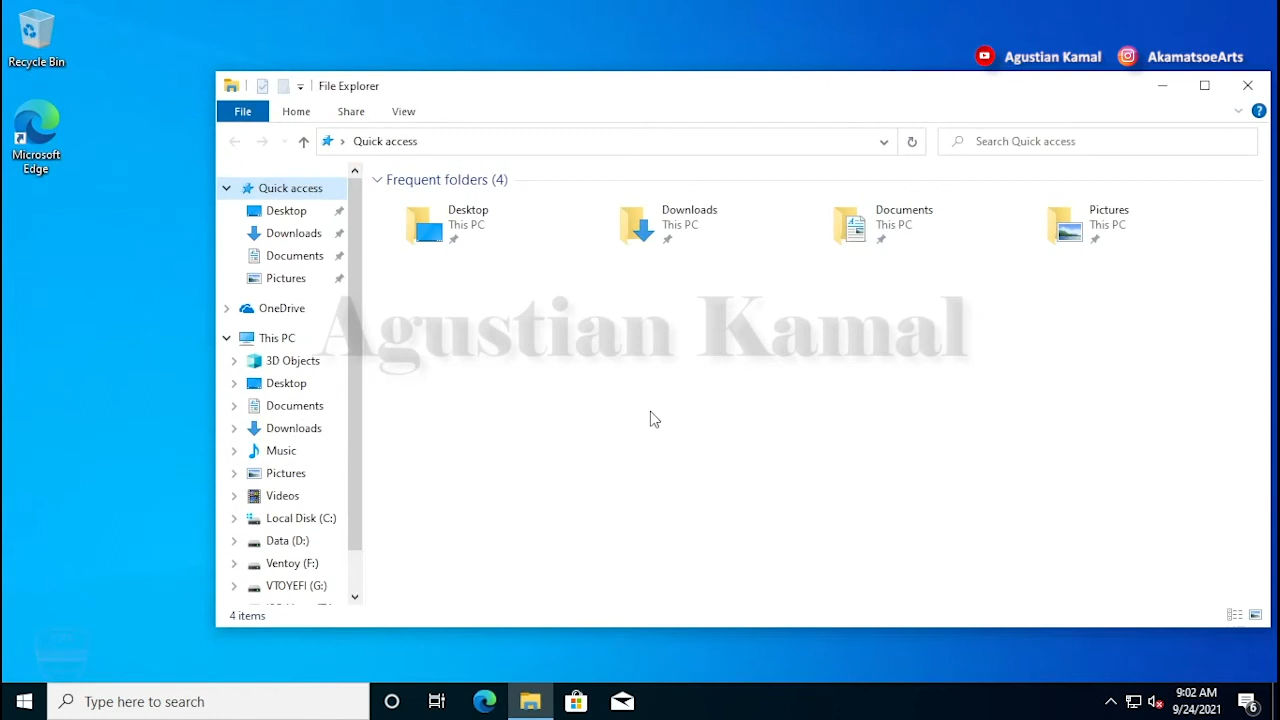 Recycle Bin
Microsoft
Edge
Agustian Kamal
AkamatsoeArts
File Explorer
File
Home
Share
View
Quick access
Search Quick access
Quick access
Desktop
Downloads
Documents
Pictures
OneDrive
This PC
3D Objects
Desktop
Documents
Downloads
Music
Pictures
Videos
Local Disk (C:)
Data (D:)
Ventoy (F:)
VTOYEFI (G:)
Frequent folders (4)
Desktop
This PC
Downloads
This PC
Documents
This PC
Pictures
This PC
Agustian Kamal
4 items
Type here to search
9:02 AM
9/24/2021
6